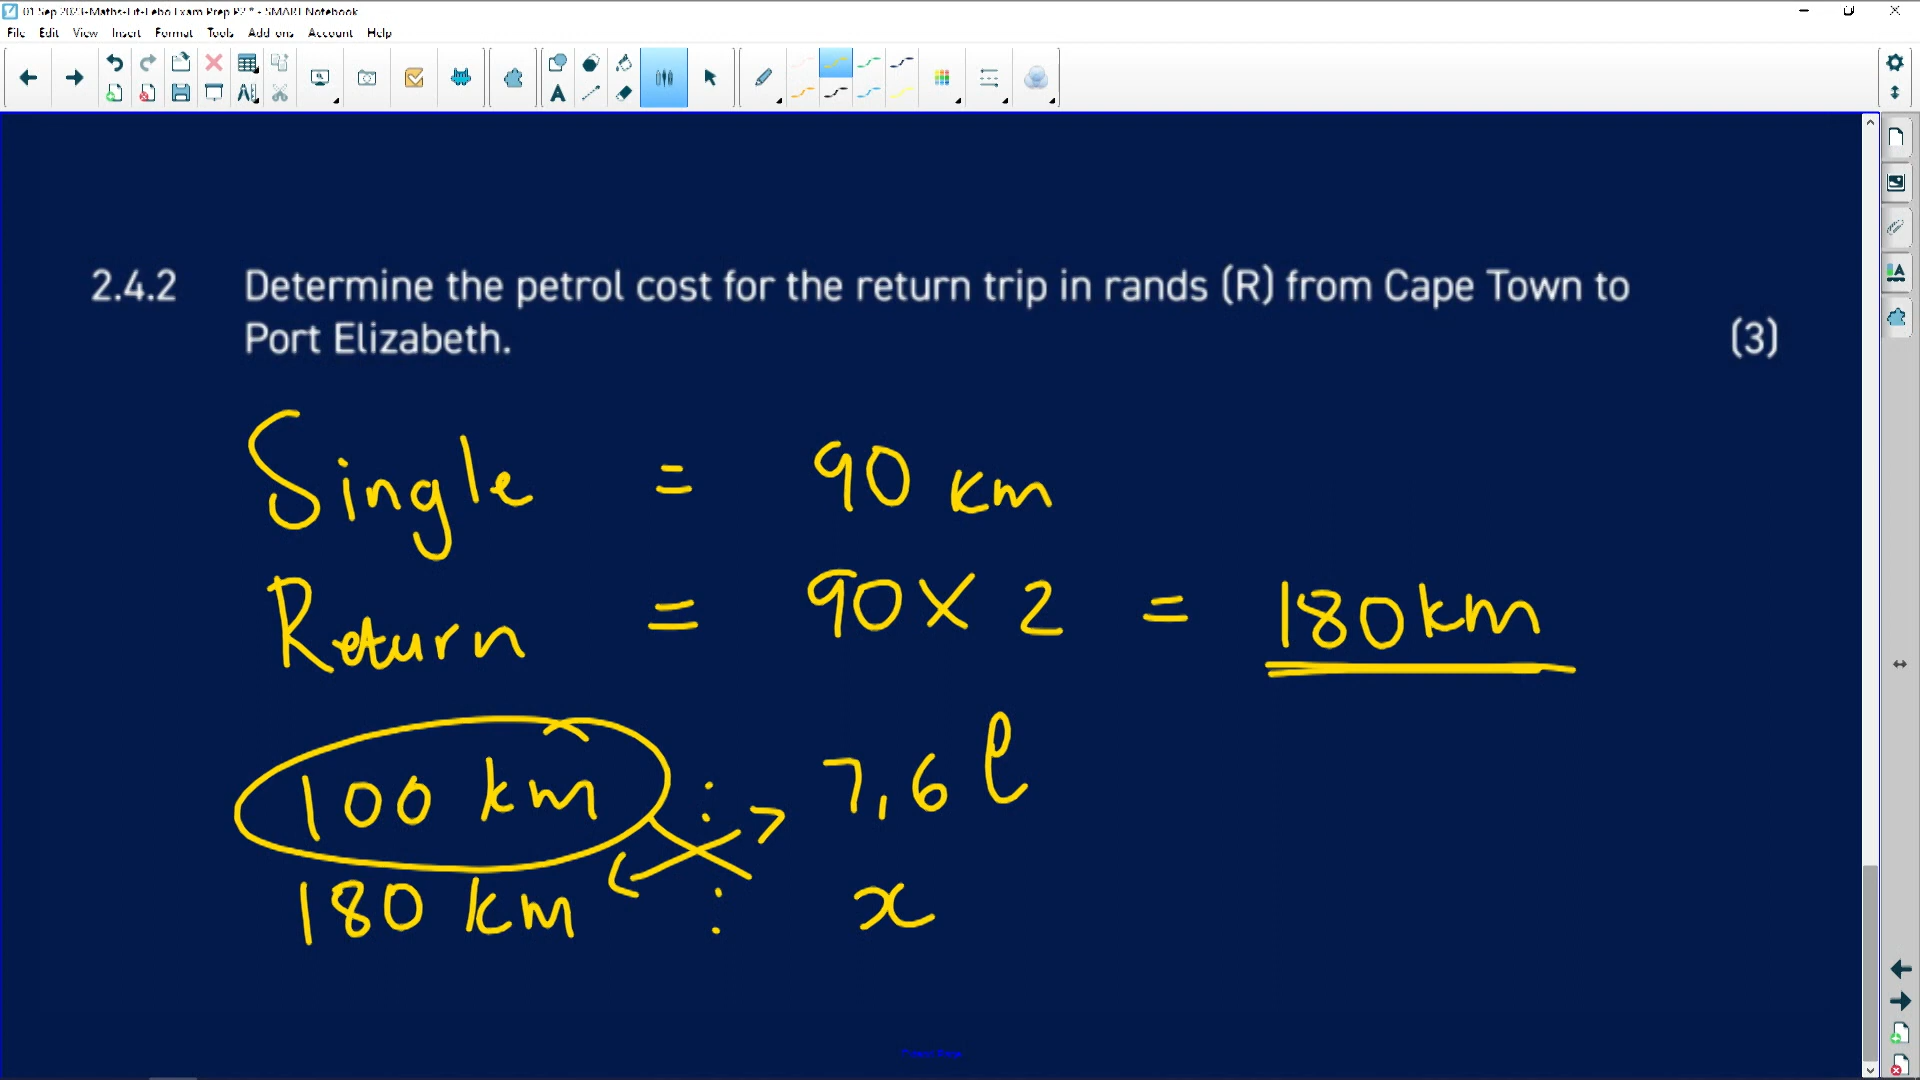 File Edit View Insert Format Tools Add-ons Account Help
2.4.2 Determine the petrol cost for the return trip in rands (R) from Cape Town to
Port Elizabeth. (3)
Single = 90 km
Return = 90 X 2 = 180 km
100 km : 7,6 l
180 km : x